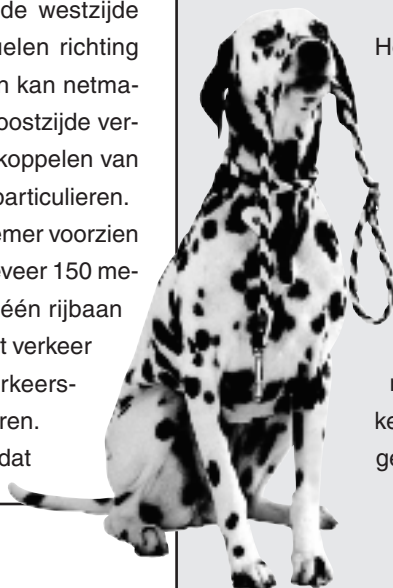 de westzijde
elen richting
n kan netma-
oostzijde ver-
koppelen van
particulieren.
emer voorzien
veer 150 me-
één rijbaan
t verkeer
rkeers-
ren.
dat
He
ke
ge